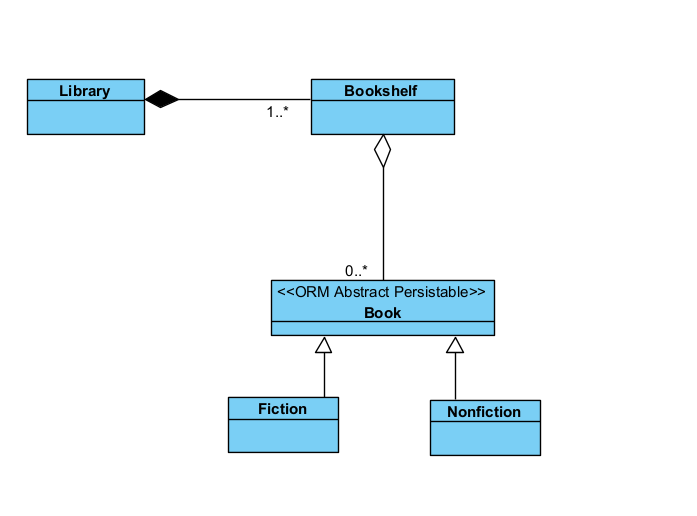 Library
Bookshelf
1..*
0..*
<<ORM Abstract Persistable>>
Book
Fiction
Nonfiction